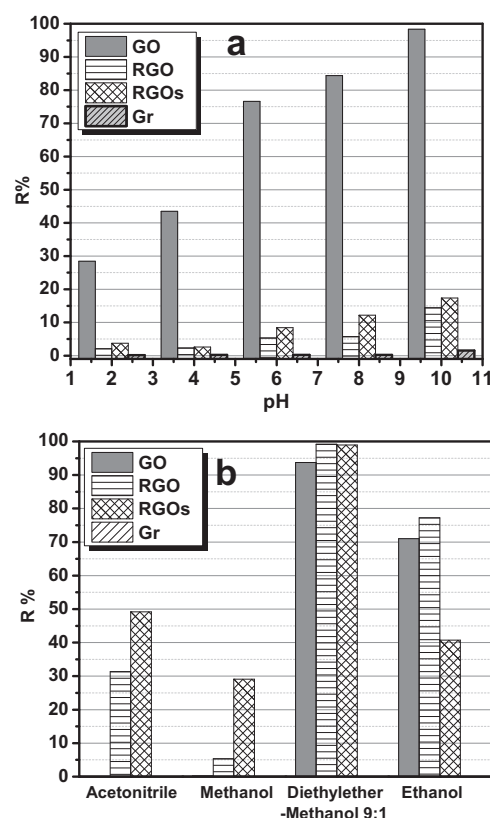 a
GO
RGO
RGOs
Gr
R%
100
90
80
70
60
50
40
30
20
10
0
1 2 3 4 5 6 7 8 9 10 11
pH
b
GO
RGO
RGOs
Gr
R %
100
90
80
70
60
50
40
30
20
10
0
Acetonitrile Methanol Diethylether Ethanol
-Methanol 9:1